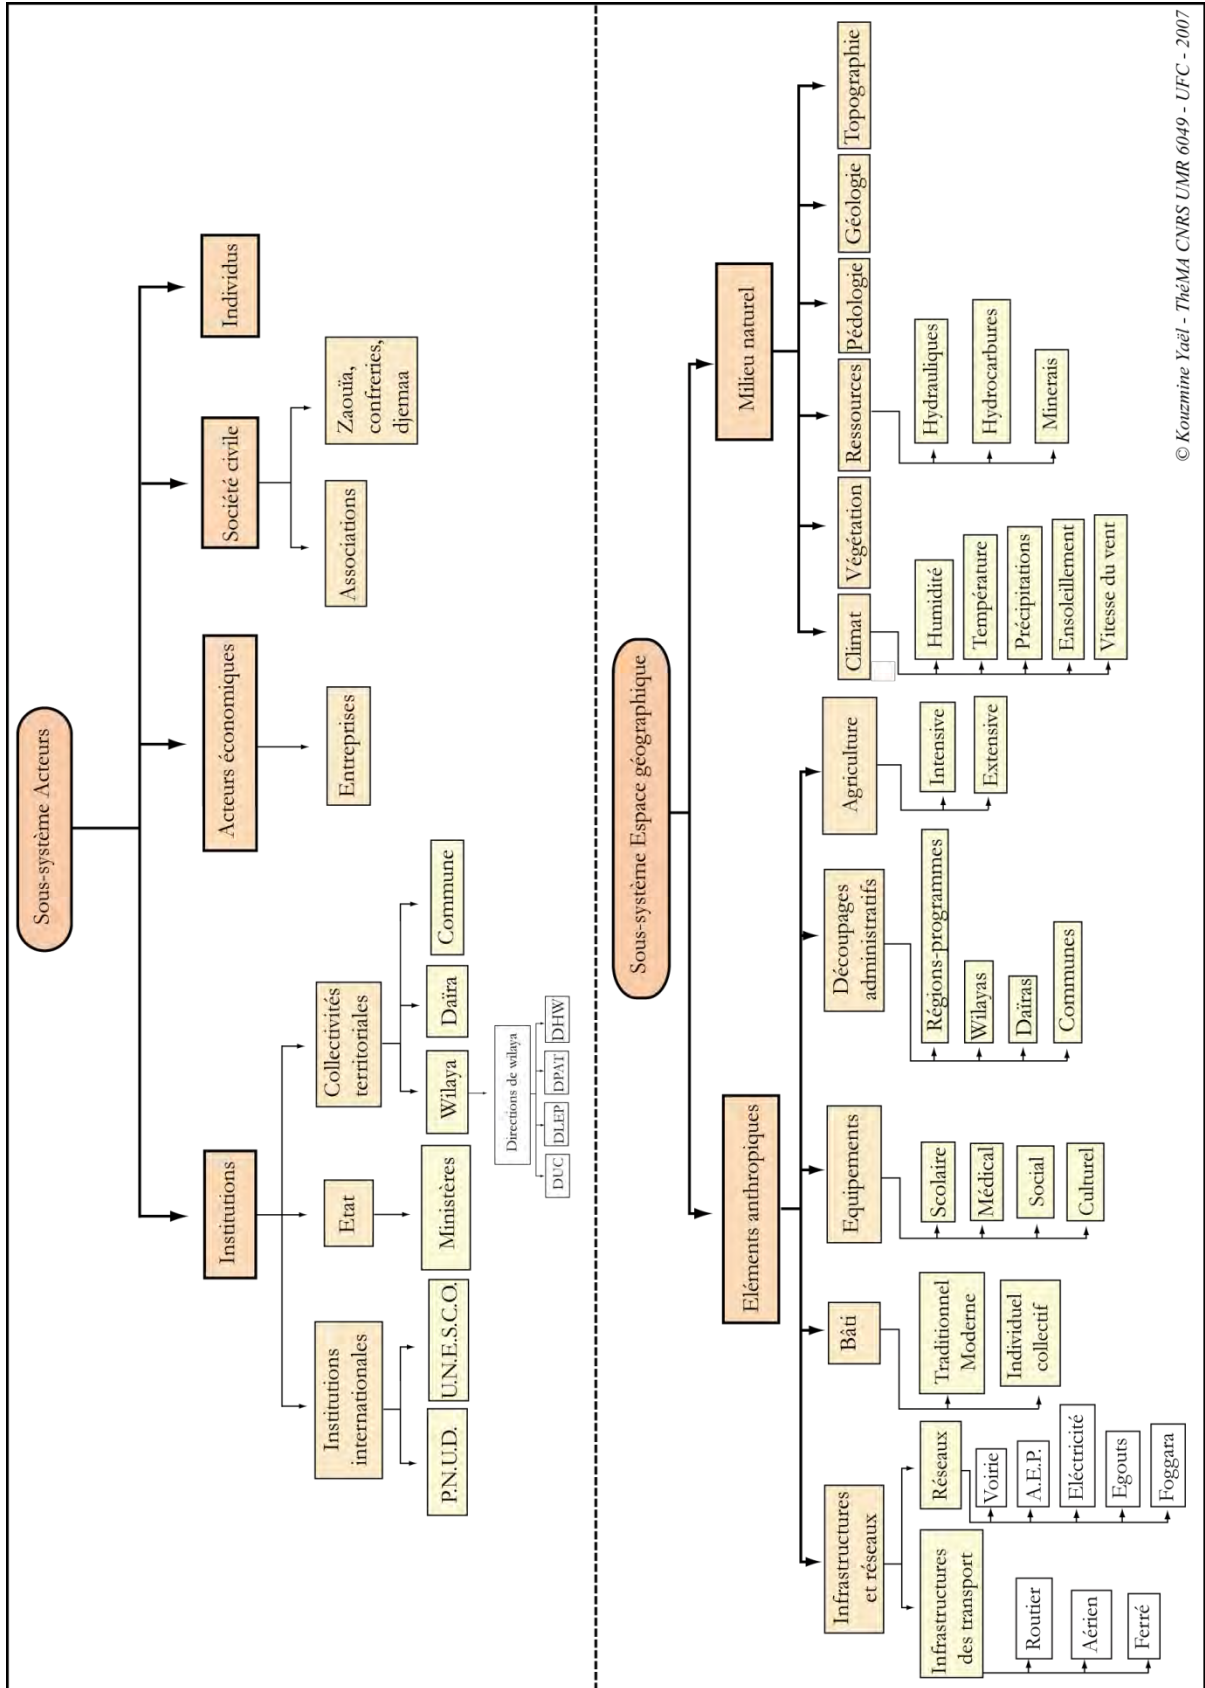 Sous-système Acteurs
Institutions
Acteurs économiques
Société civile
Individus
Institutions
internationales
Etat
Collectivités
territoriales
Entreprises
Associations
Zaouïa,
confreries,
djemaa
P.N.U.D.
U.N.E.S.C.O.
Ministères
Wilaya
Daïra
Commune
Directions de wilaya
DUC
DLEP
DPAT
DHW
Sous-système Espace géographique
Eléments anthropiques
Milieu naturel
Infrastructures
et réseaux
Bâti
Equipements
Découpages
administratifs
Agriculture
Climat
Végétation
Ressources
Pédologie
Géologie
Topographie
Infrastructures
des transport
Routier
Aérien
Ferré
Réseaux
Voirie
A.E.P.
Eléctricité
Egouts
Foggara
Traditionnel
Moderne
Individuel
collectif
Scolaire
Médical
Social
Culturel
Régions-programmes
Wilayas
Daïras
Communes
Intensive
Extensive
Humidité
Température
Précipitations
Ensoleillement
Vitesse du vent
Hydrauliques
Hydrocarbures
Minerais
© Kouzmine Yaël - ThéMA CNRS UMR 6049 - UFC - 2007